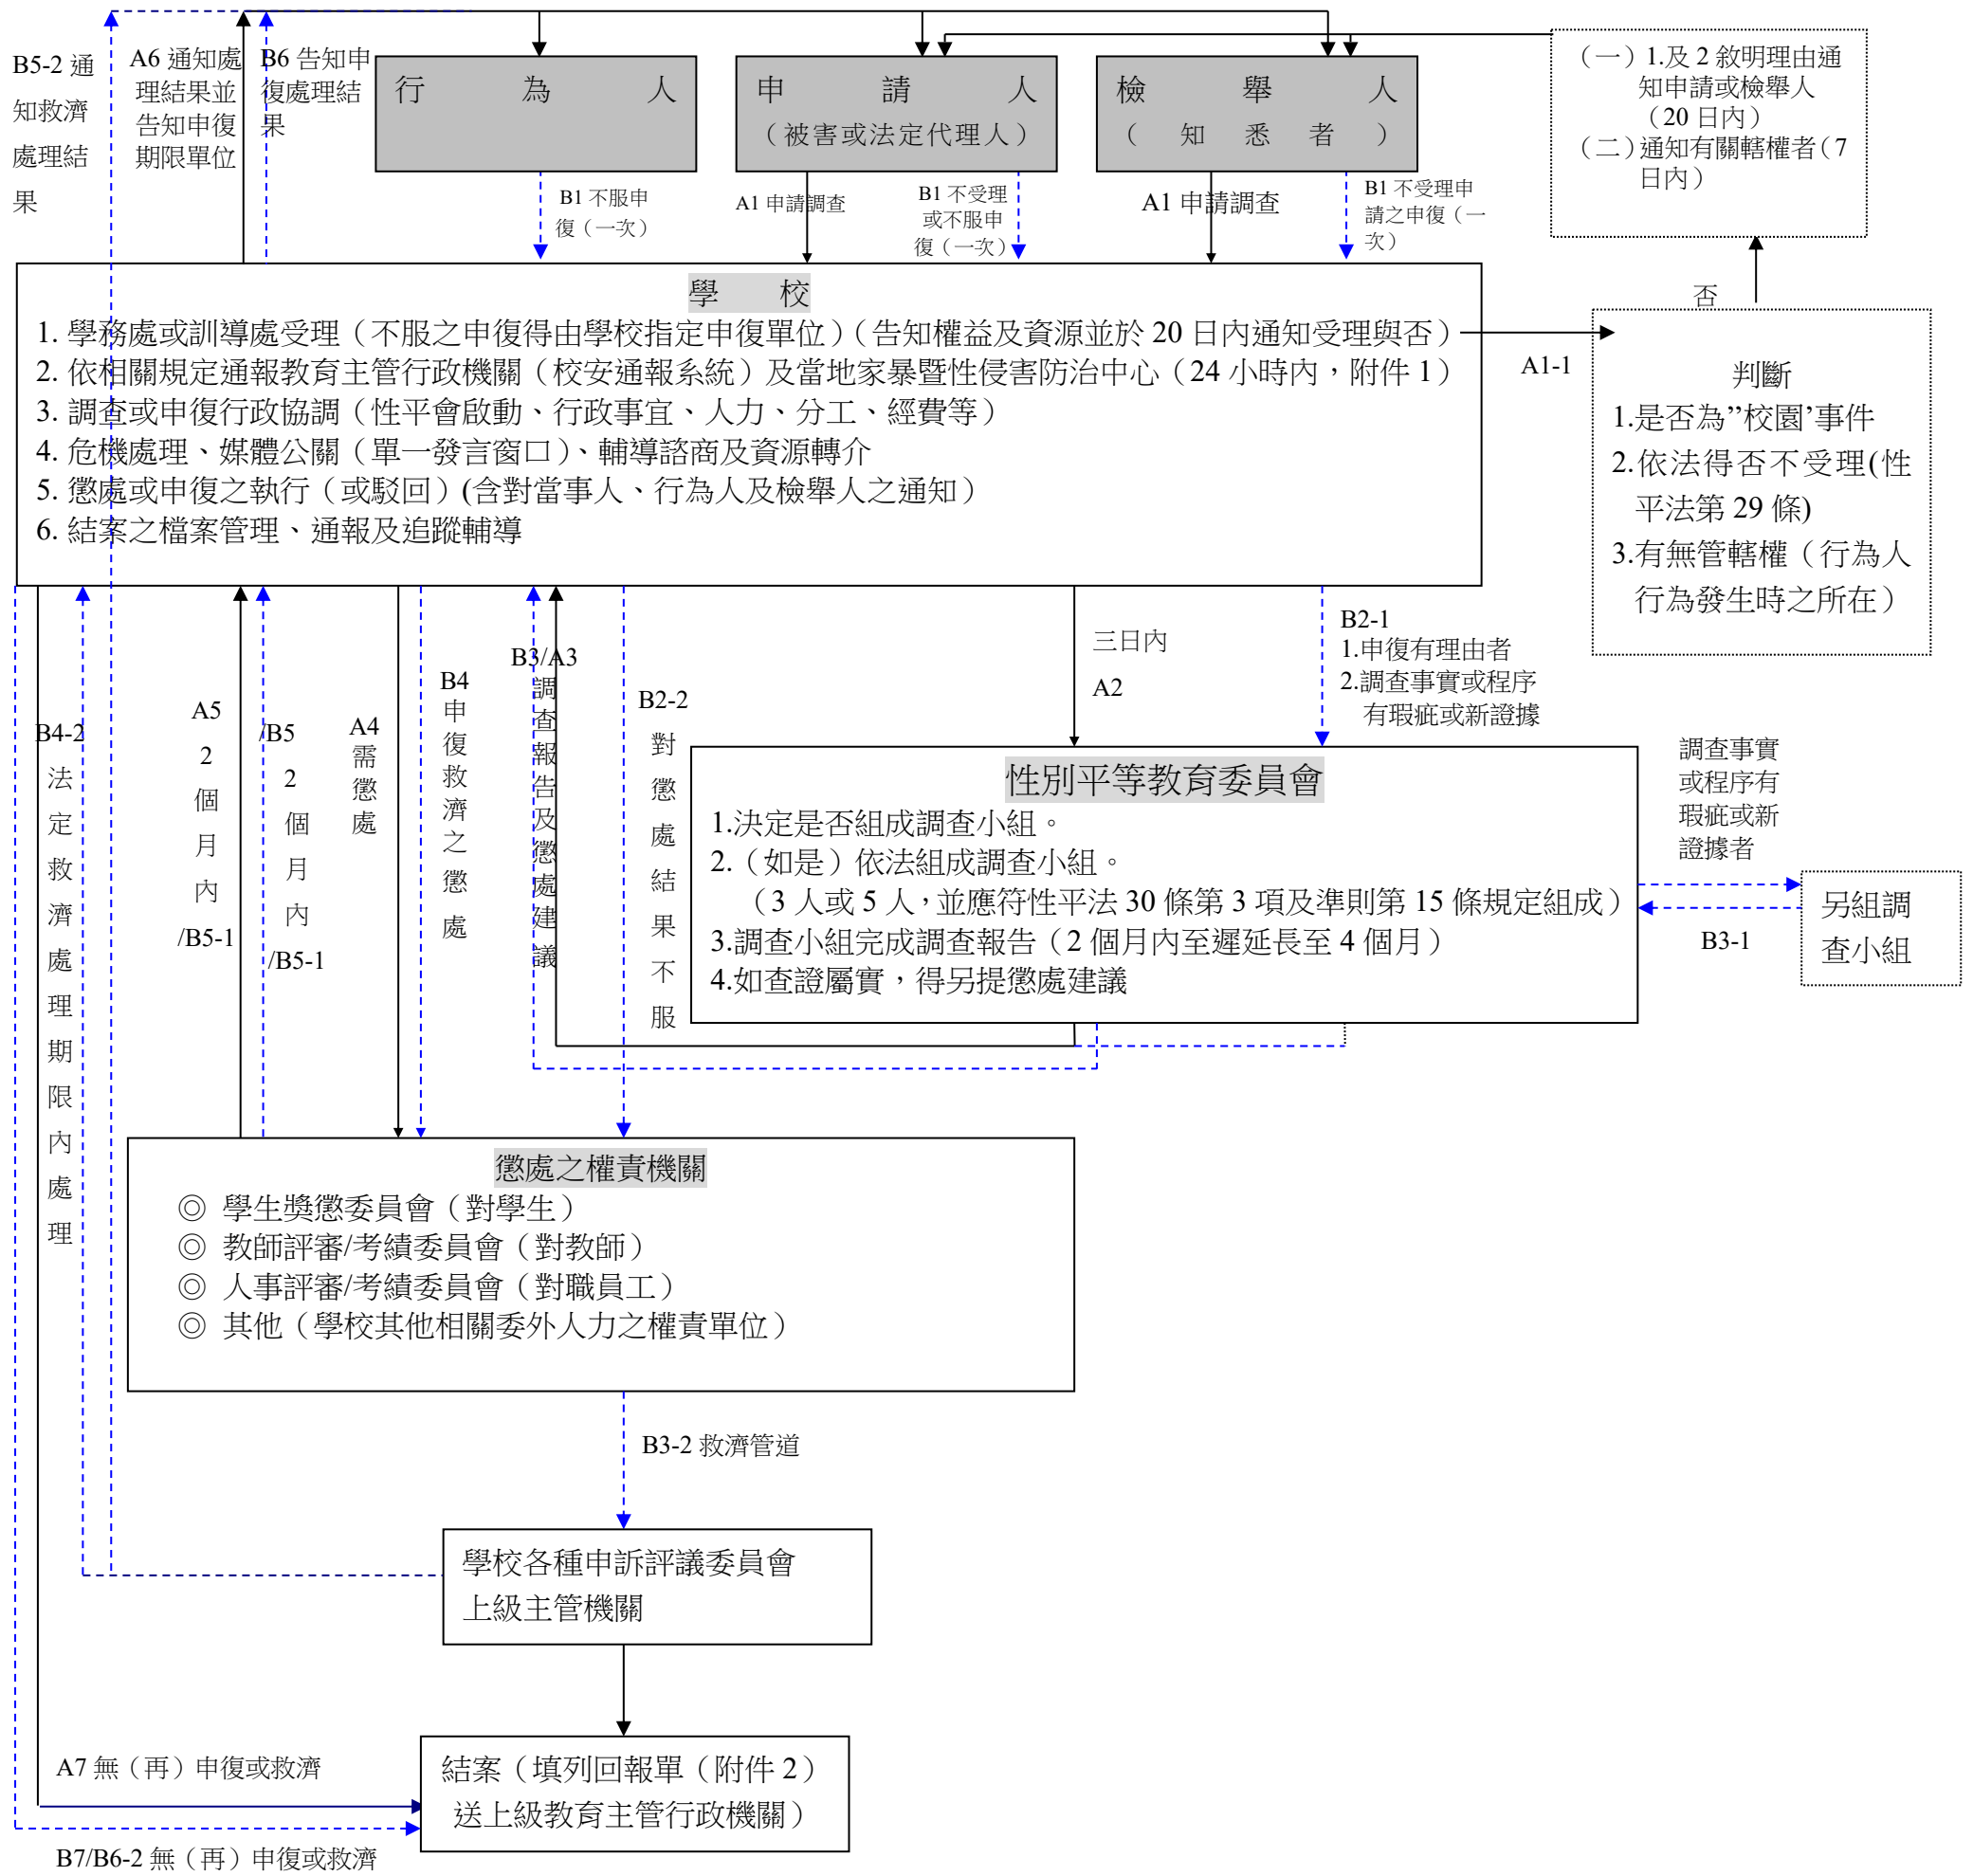 B5-2 通
知救濟
處理結
果
A6 通知處
理結果並
告知申復
期限單位
B6 告知申
復處理結
果
行為人
申請人
（被害或法定代理人）
檢舉人
（知悉者）
（一）1.及 2 敘明理由通
知申請或檢舉人
（20 日內）
（二）通知有關轄權者（7
日內）
B1 不服申
復（一次）
A1 申請調查
B1 不受理
或不服申
復（一次）
A1 申請調查
B1 不受理申
請之申復（一
次）
學校
1. 學務處或訓導處受理（不服之申復得由學校指定申復單位）（告知權益及資源並於 20 日內通知受理與否）
2. 依相關規定通報教育主管行政機關（校安通報系統）及當地家暴暨性侵害防治中心（24 小時內，附件 1）
3. 調查或申復行政協調（性平會啟動、行政事宜、人力、分工、經費等）
4. 危機處理、媒體公關（單一發言窗口）、輔導諮商及資源轉介
5. 懲處或申復之執行（或駁回）(含對當事人、行為人及檢舉人之通知）
6. 結案之檔案管理、通報及追蹤輔導
A1-1
否
判斷
1.是否為”校園’事件
2.依法得否不受理(性
平法第 29 條)
3.有無管轄權（行為人
行為發生時之所在）
B4-2
法定救濟處理期限內處理
A5
2
個
月
內
/B5-1
/B5
2
個
月
內
/B5-1
A4
需懲處
B4
申復救濟之懲處
B3/A3
調查報告及懲處建議
B2-2
對懲處結果不服
三日內
A2
B2-1
1.申復有理由者
2.調查事實或程序
有瑕疵或新證據
性別平等教育委員會
1.決定是否組成調查小組。
2.（如是）依法組成調查小組。
（3 人或 5 人，並應符性平法 30 條第 3 項及準則第 15 條規定組成）
3.調查小組完成調查報告（2 個月內至遲延長至 4 個月）
4.如查證屬實，得另提懲處建議
調查事實
或程序有
瑕疵或新
證據者
B3-1
另組調
查小組
懲處之權責機關
◎ 學生獎懲委員會（對學生）
◎ 教師評審/考績委員會（對教師）
◎ 人事評審/考績委員會（對職員工）
◎ 其他（學校其他相關委外人力之權責單位）
B3-2 救濟管道
學校各種申訴評議委員會
上級主管機關
A7 無（再）申復或救濟
結案（填列回報單（附件 2）
送上級教育主管行政機關）
B7/B6-2 無（再）申復或救濟